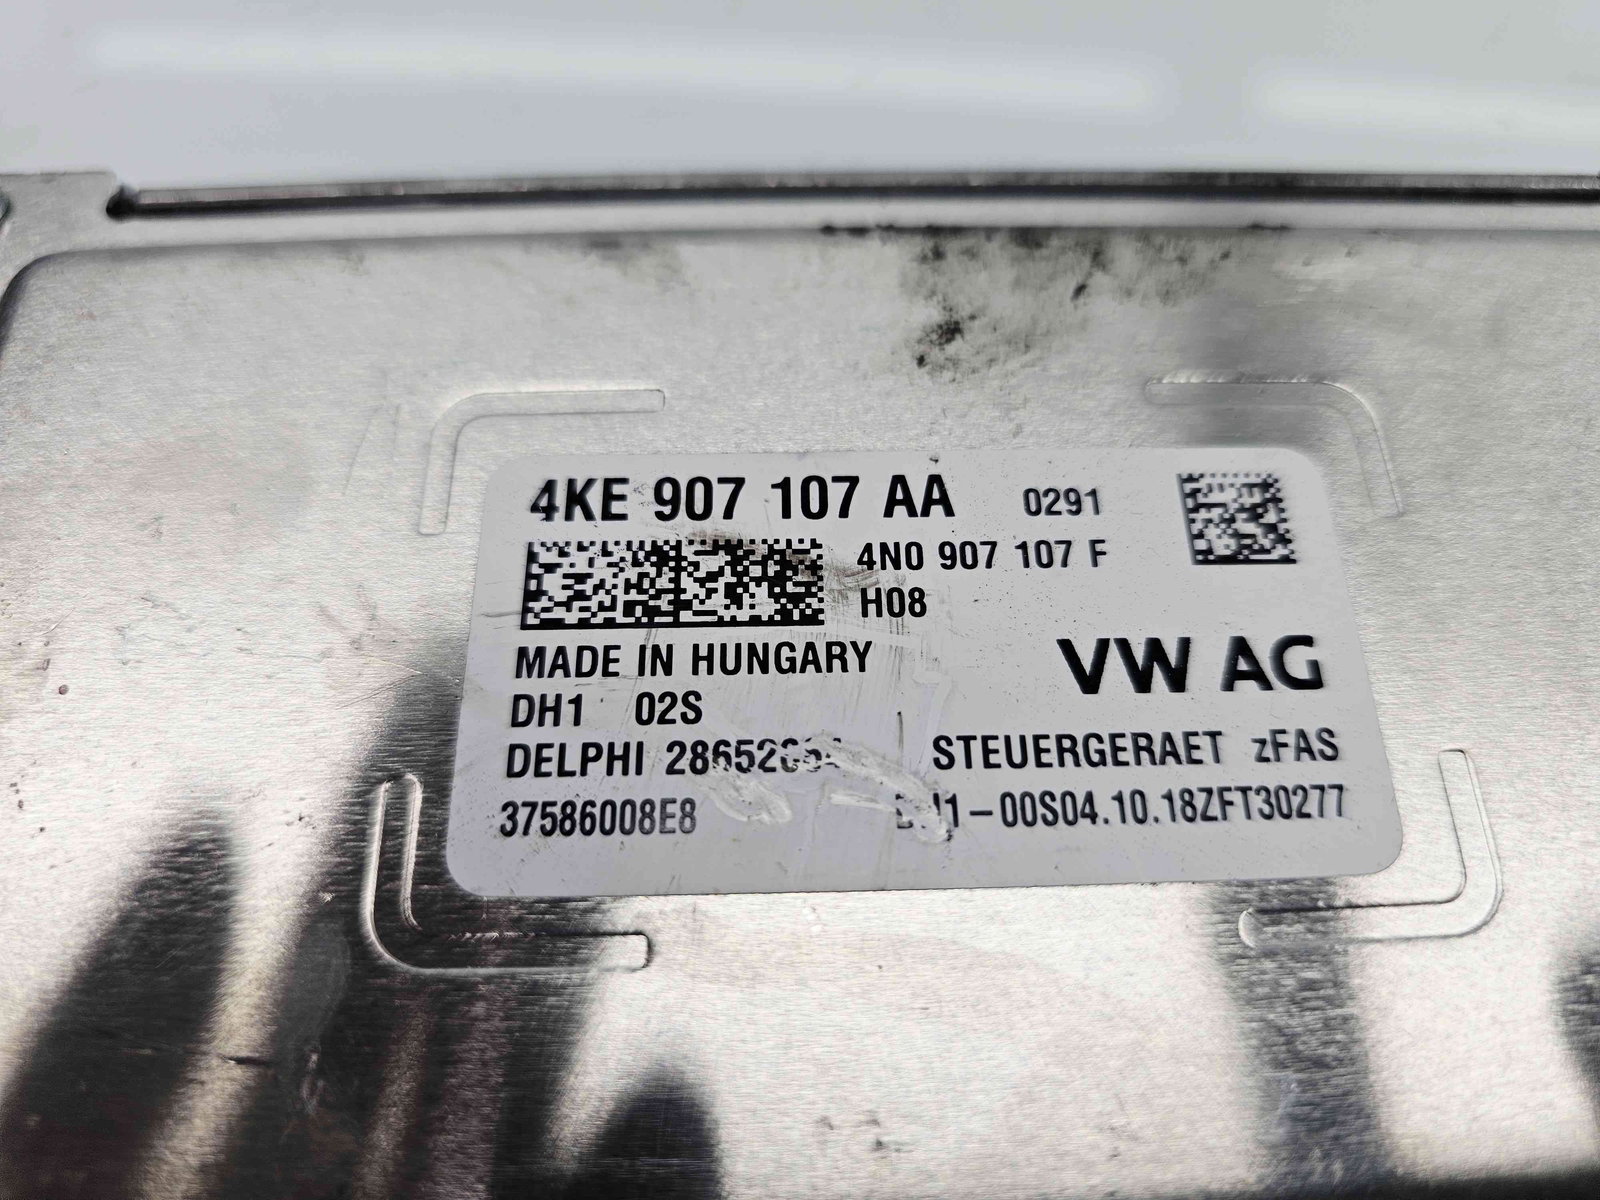 4KE 907 107 AA 0291
4N0 907 107 F
H08
MADE IN HUNGARY
VW AG
DH1 02S
DELPHI
STEUERGERAET zFAS
37586008E8